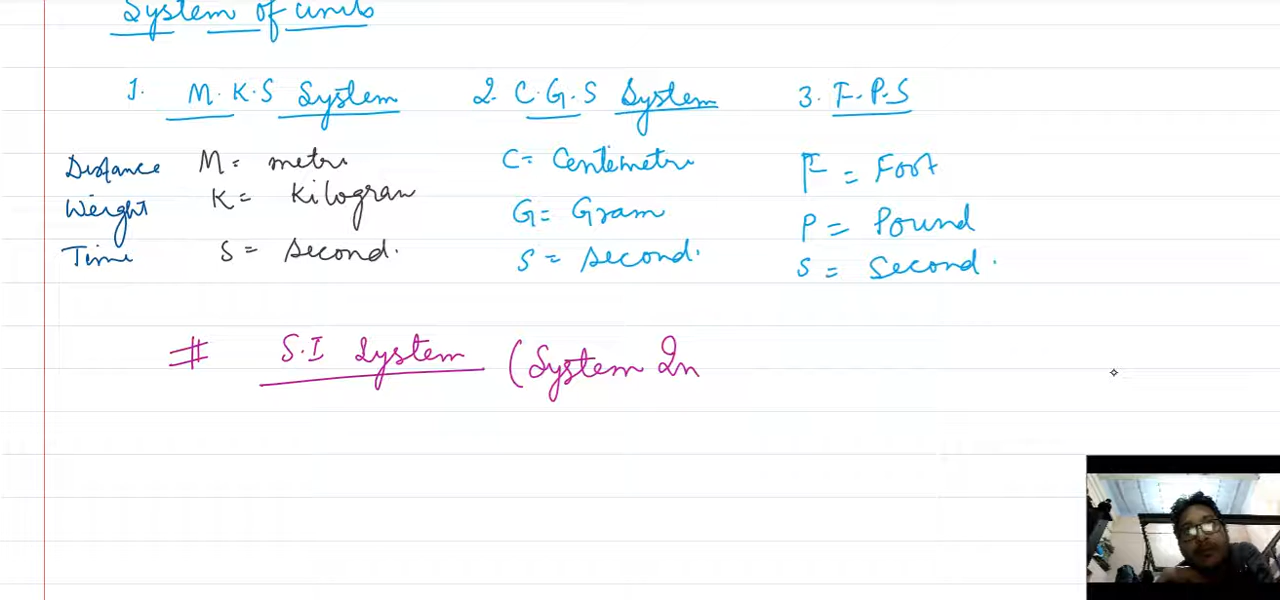 System of units
1. M.K.S System 2. C.G.S System 3. F.P.S
Distance M = metre C = Centimetre F = Foot
Weight K = Kilogram G = Gram P = Pound
Time S = Second. S = Second. S = Second.
# S.I System (System In